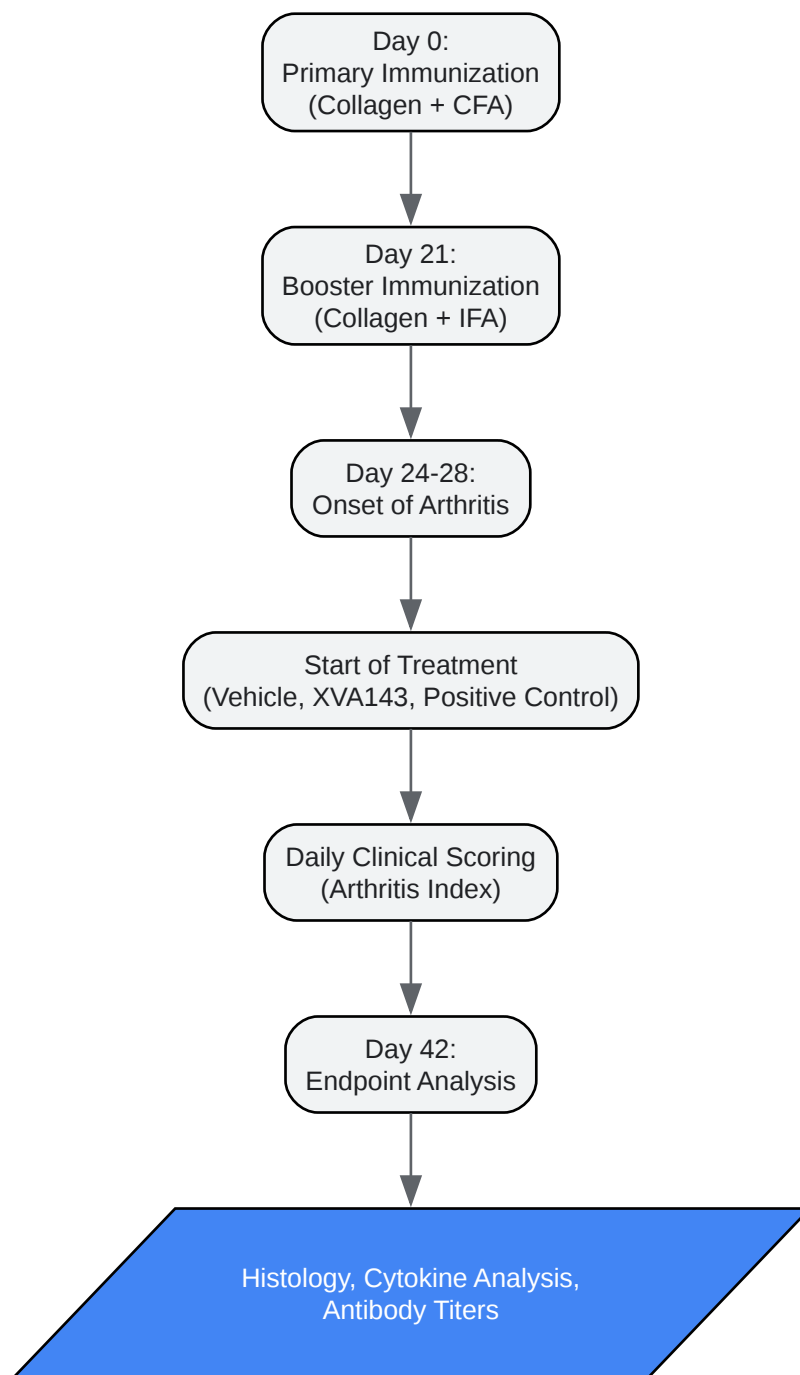 Day 0:
Primary Immunization
(Collagen + CFA)
Day 21:
Booster Immunization
(Collagen + IFA)
Day 24-28:
Onset of Arthritis
Start of Treatment
(Vehicle, XVA143, Positive Control)
Daily Clinical Scoring
(Arthritis Index)
Day 42:
Endpoint Analysis
Histology, Cytokine Analysis,
Antibody Titers